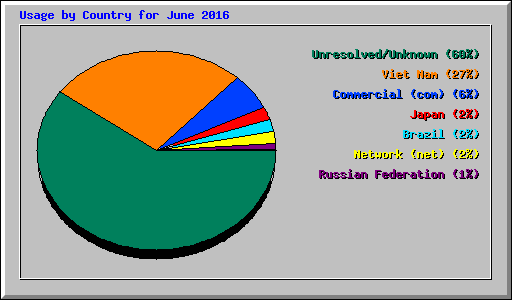 Usage by Country for June 2016
Unresolved/Unknown (60%)
Viet Nam (27%)
Commercial (com) (6%)
Japan (2%)
Brazil (2%)
Network (net) (2%)
Russian Federation (1%)